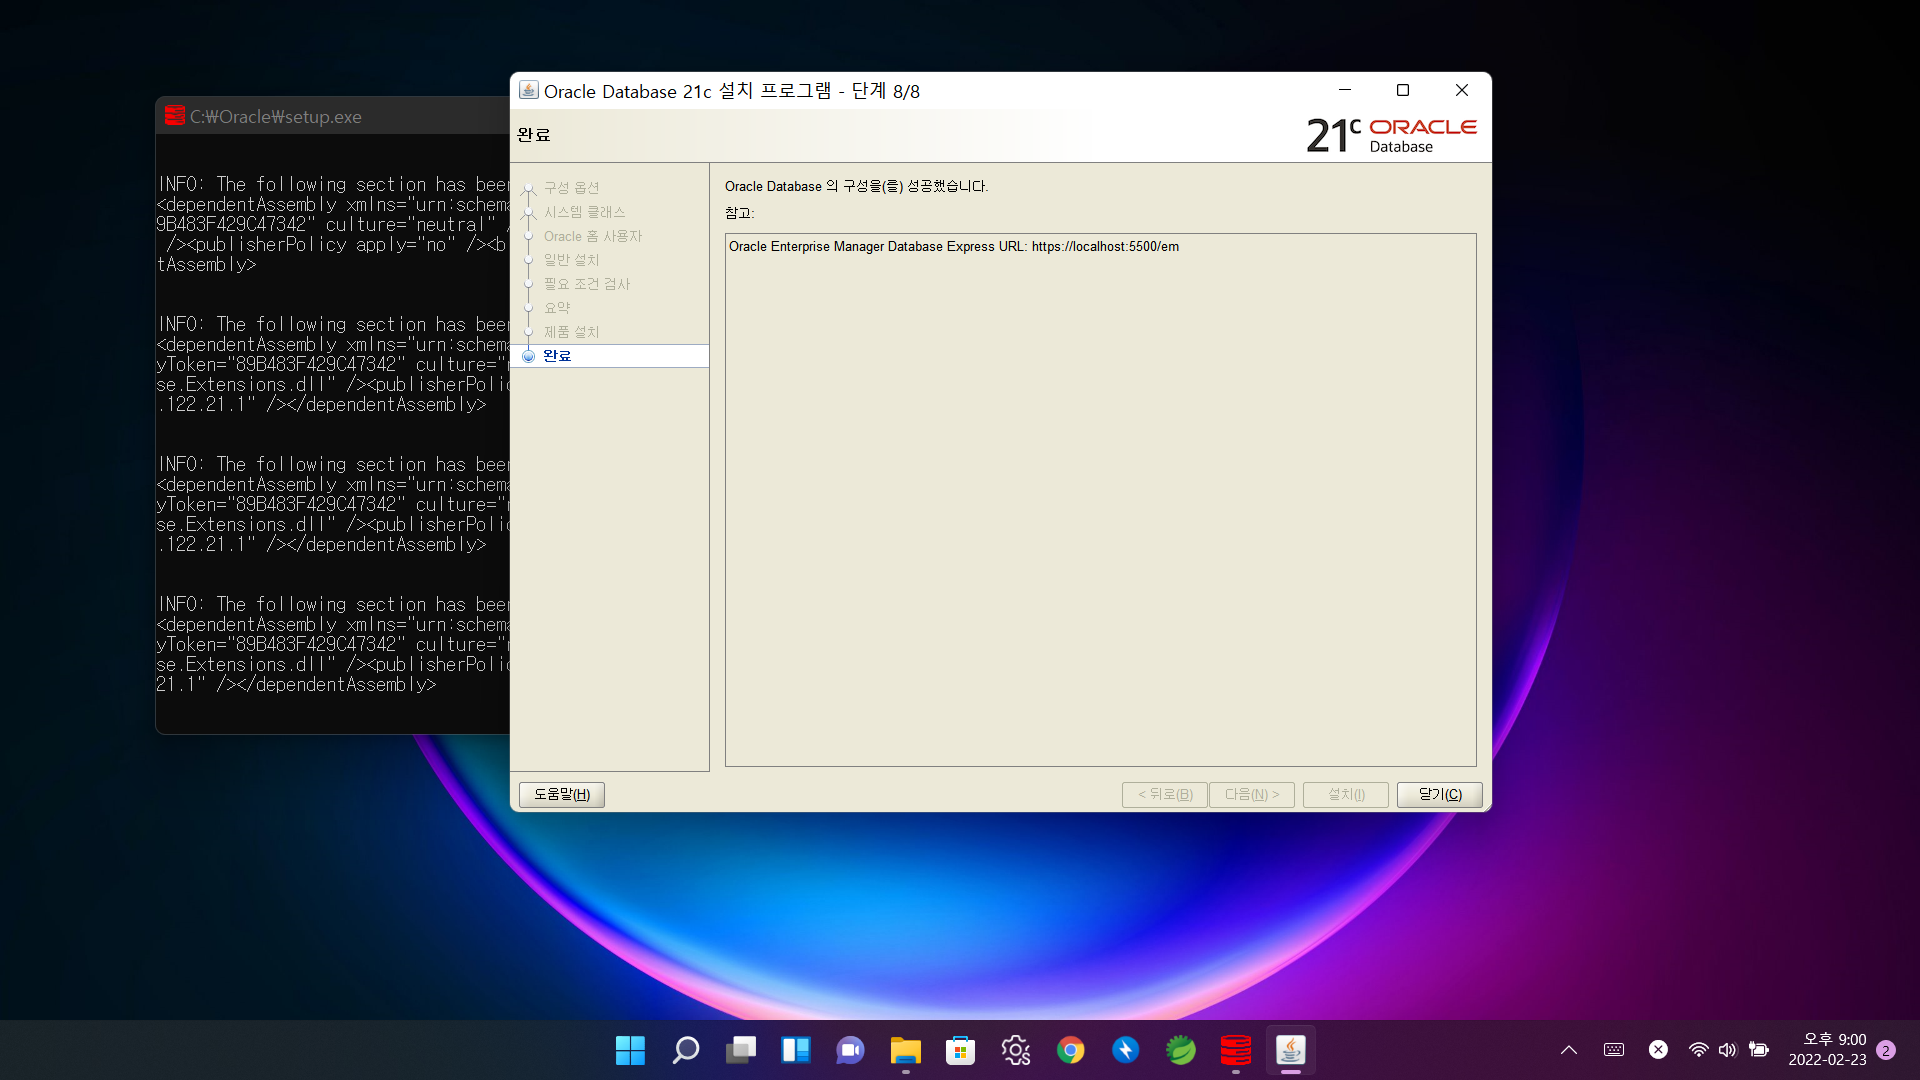 C:₩Oracle₩setup.exe
INFO: The following section has been
<dependentAssembly xmlns="urn:schema
9B483F429C47342" culture="neutral" /
/><publisherPolicy apply="no" /><b
tAssembly>
INFO: The following section has been
<dependentAssembly xmlns="urn:schema
yToken="89B483F429C47342" culture="n
se.Extensions.dll" /><publisherPolic
.122.21.1" /></dependentAssembly>
INFO: The following section has been
<dependentAssembly xmlns="urn:schema
yToken="89B483F429C47342" culture="n
se.Extensions.dll" /><publisherPolic
.122.21.1" /></dependentAssembly>
INFO: The following section has been
<dependentAssembly xmlns="urn:schema
yToken="89B483F429C47342" culture="n
se.Extensions.dll" /><publisherPolic
21.1" /></dependentAssembly>
Oracle Database 21c 설치 프로그램 - 단계 8/8
완료
21c ORACLE
Database
구성 옵션
시스템 클래스
Oracle 홈 사용자
일반 설치
필요 조건 검사
요약
제품 설치
완료
Oracle Database 의 구성을(를) 성공했습니다.
참고:
Oracle Enterprise Manager Database Express URL: https://localhost:5500/em
도움말(H)
< 뒤로(B)
다음(N) >
설치(I)
닫기(C)
오후 9:00
2022-02-23
2